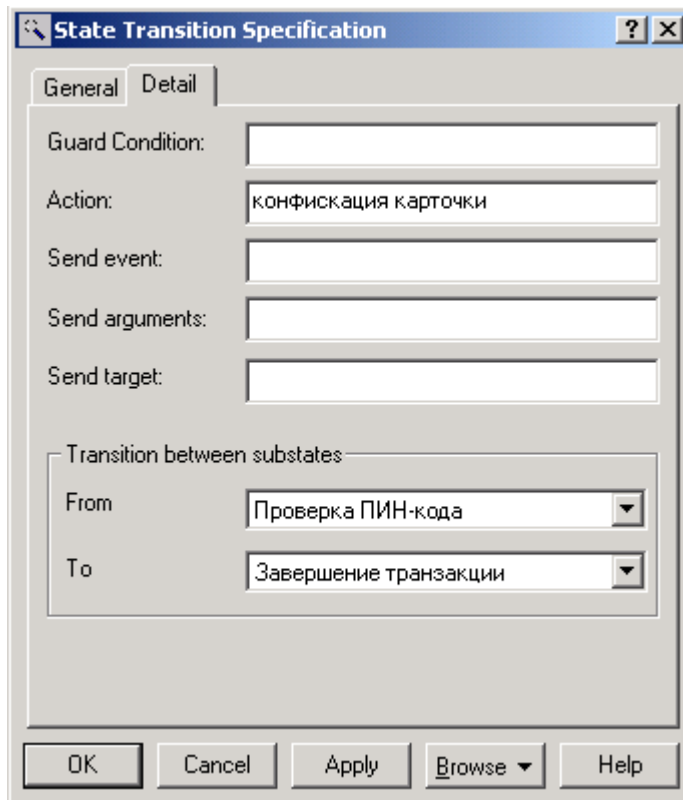 State Transition Specification
General Detail
Guard Condition:
Action: конфискация карточки
Send event:
Send arguments:
Send target:
Transition between substates
From Проверка ПИН-кода
To Завершение транзакции
OK Cancel Apply Browse Help